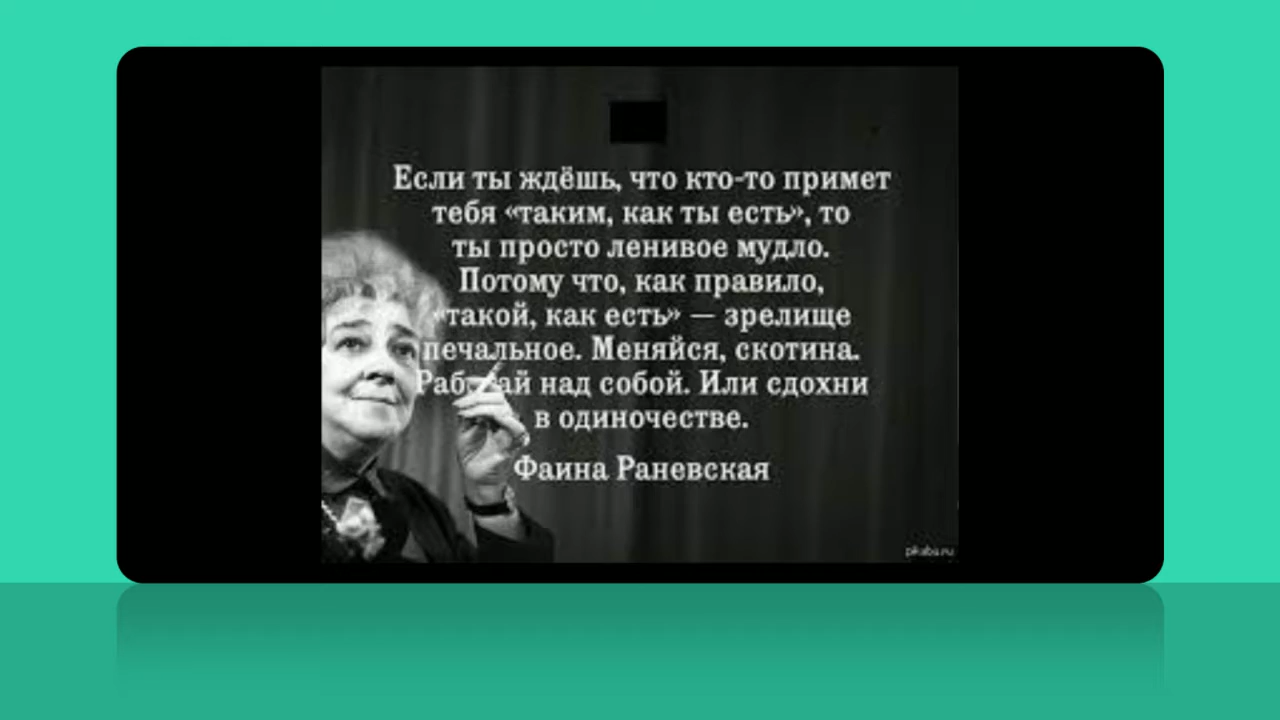 Если ты ждёшь, что кто-то примет
тебя «таким, как ты есть», то
ты просто ленивое мудло.
Потому что, как правило,
«такой, как есть» — зрелище
печальное. Меняйся, скотина.
Работай над собой. Или сдохни
в одиночестве.
Фаина Раневская
pikabu.ru